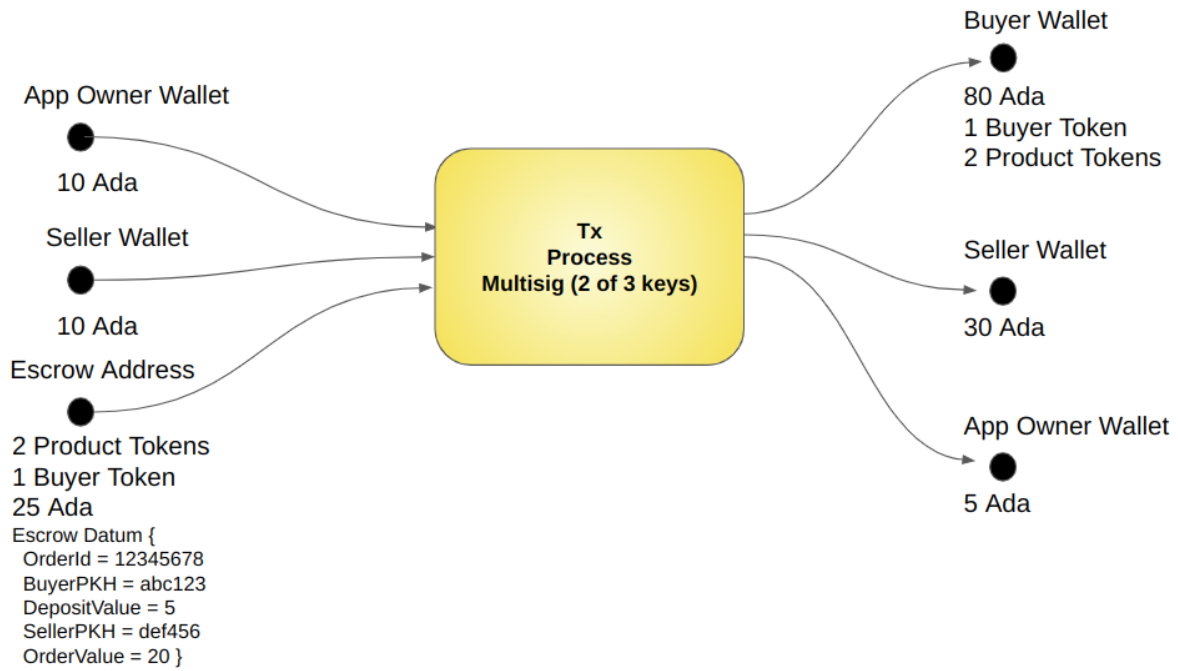 App Owner Wallet
10 Ada
Seller Wallet
10 Ada
Escrow Address
2 Product Tokens
1 Buyer Token
25 Ada
Escrow Datum {
OrderId = 12345678
BuyerPKH = abc123
DepositValue = 5
SellerPKH = def456
OrderValue = 20 }
Tx
Process
Multisig (2 of 3 keys)
Buyer Wallet
80 Ada
1 Buyer Token
2 Product Tokens
Seller Wallet
30 Ada
App Owner Wallet
5 Ada